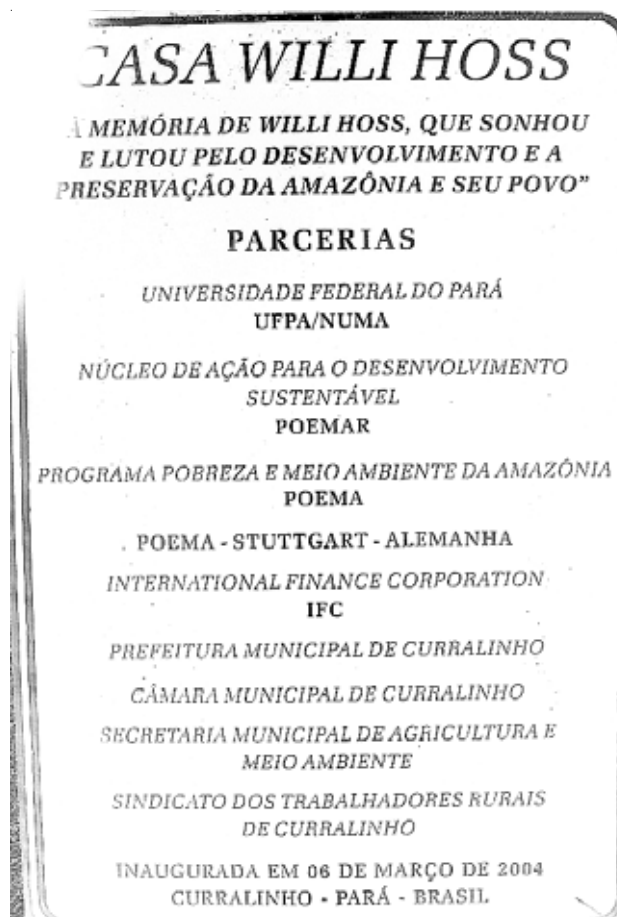 CASA WILLI HOSS
À MEMÓRIA DE WILLI HOSS, QUE SONHOU
E LUTOU PELO DESENVOLVIMENTO E A
PRESERVAÇÃO DA AMAZÔNIA E SEU POVO”
PARCERIAS
UNIVERSIDADE FEDERAL DO PARÁ
UFPA/NUMA
NÚCLEO DE AÇÃO PARA O DESENVOLVIMENTO
SUSTENTÁVEL
POEMAR
PROGRAMA POBREZA E MEIO AMBIENTE DA AMAZÔNIA
POEMA
POEMA - STUTTGART - ALEMANHA
INTERNATIONAL FINANCE CORPORATION
IFC
PREFEITURA MUNICIPAL DE CURRALINHO
CÂMARA MUNICIPAL DE CURRALINHO
SECRETARIA MUNICIPAL DE AGRICULTURA E
MEIO AMBIENTE
SINDICATO DOS TRABALHADORES RURAIS
DE CURRALINHO
INAUGURADA EM 06 DE MARÇO DE 2004
CURRALINHO - PARÁ - BRASIL